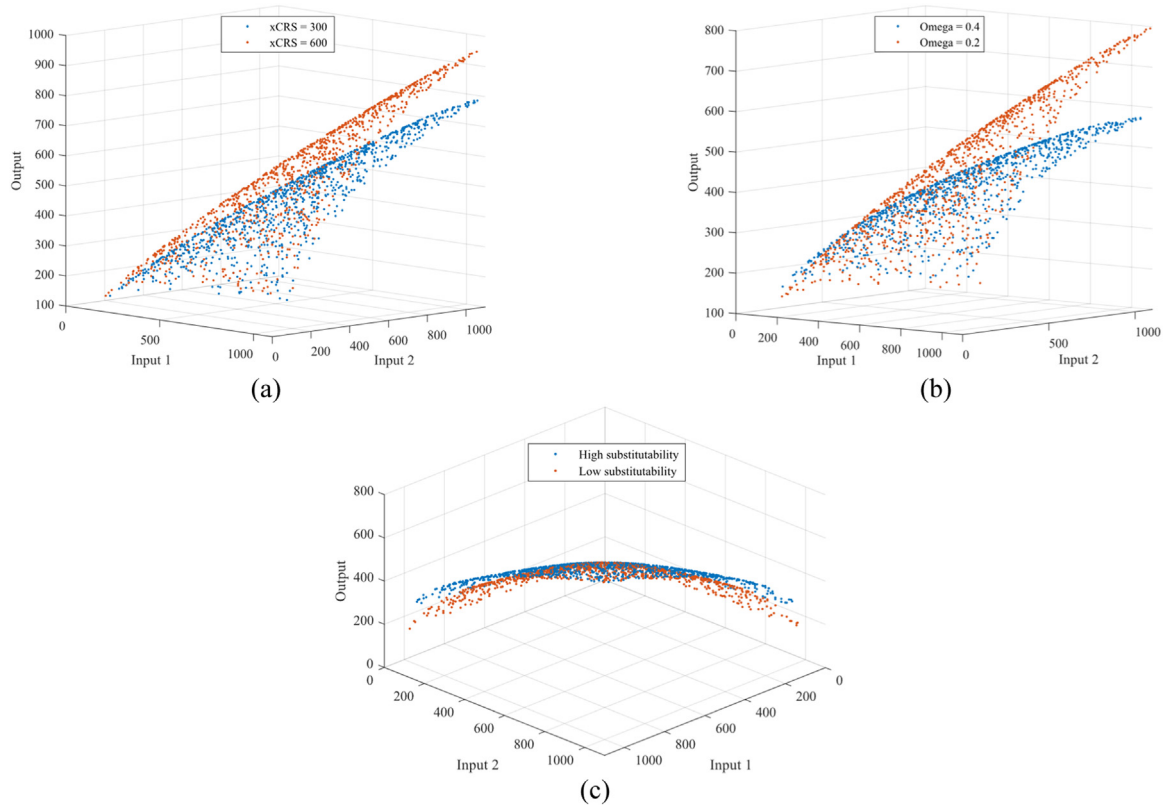 xCRS = 300
xCRS = 600
1000
900
800
700
600
500
400
300
200
100
Output
0
500
1000
Input 1
0
200
400
600
800
1000
Input 2
(a)
Omega = 0.4
Omega = 0.2
800
700
600
500
400
300
200
100
Output
0
200
400
600
800
1000
Input 1
0
500
1000
Input 2
(b)
High substitutability
Low substitutability
800
600
400
200
0
Output
0
200
400
600
800
1000
Input 2
0
200
400
600
800
1000
Input 1
(c)